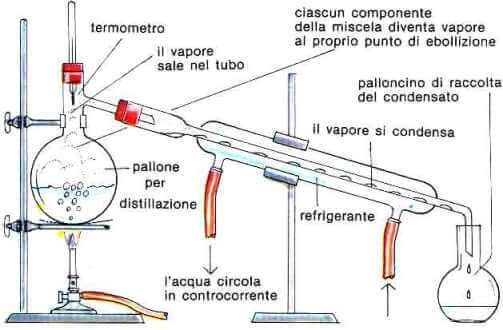 termometro
il vapore
sale nel tubo
ciascun componente
della miscela diventa vapore
al proprio punto di ebollizione
palloncino di raccolta
del condensato
il vapore si condensa
pallone
per
distillazione
refrigerante
l'acqua circola
in controcorrente